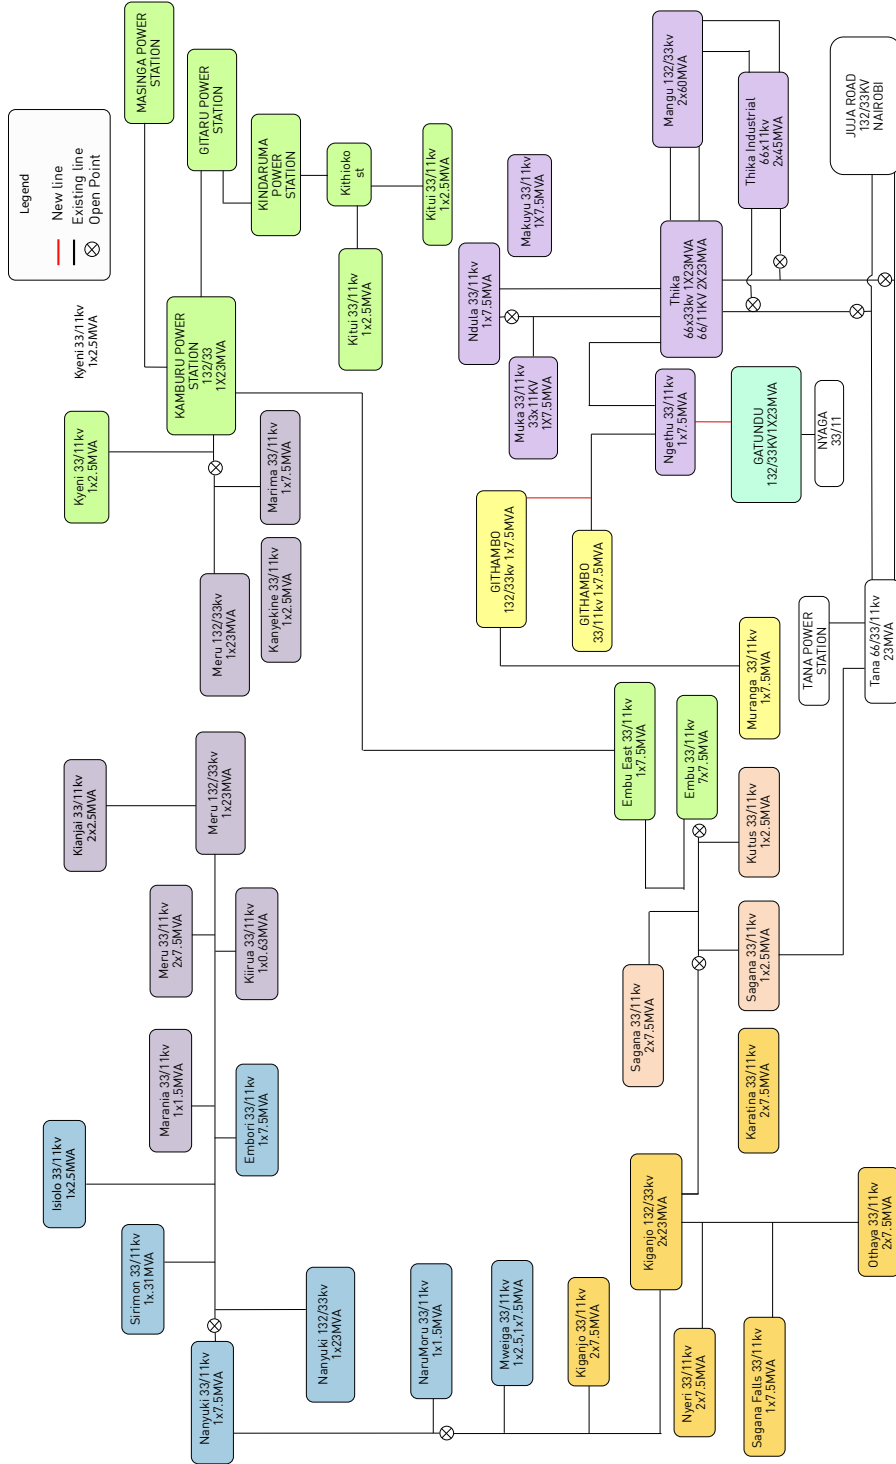 MASINGA POWER
STATION
GITARU POWER
STATION
KINDARUMA
POWER
STATION
Kithioko
st
Kitui 33/11kv
1x2.5MVA
Kitui 33/11kv
1x2.5MVA
Legend
New line
Existing line
Open Point
Kyeni 33/11kv
1x2.5MVA
KAMBURU POWER
STATION
132/33
1X23MVA
Kyeni 33/11kv
1x2.5MVA
Marima 33/11kv
1x7.5MVA
Meru 132/33kv
1x23MVA
Kanyekine 33/11kv
1x2.5MVA
Kianjai 33/11kv
2x2.5MVA
Meru 132/33kv
1x23MVA
Meru 33/11kv
2x7.5MVA
Kiirua 33/11kv
1x0.63MVA
Marania 33/11kv
1x1.5MVA
Embori 33/11kv
1x7.5MVA
Isiolo 33/11kv
1x2.5MVA
Sirimon 33/11kv
1x.31MVA
Nanyuki 132/33kv
1x23MVA
Nanyuki 33/11kv
1x7.5MVA
NaruMoru 33/11kv
1x1.5MVA
Mweiga 33/11kv
1x2.5,1x7.5MVA
Kiganjo 33/11kv
2x7.5MVA
Mangu 132/33kv
2x60MVA
Thika Industrial
66x11kv
2x45MVA
JUJA ROAD
132/33KV
NAIROBI
Makuyu 33/11kv
1X7.5MVA
Ndula 33/11kv
1x7.5MVA
Thika
66x33kv 1X23MVA
66/11KV 2X23MVA
Muka 33/11kv
33x11KV
1X7.5MVA
Ngethu 33/11kv
1x7.5MVA
GATUNDU
132/33KV1X23MVA
NYAGA
33/11
GITHAMBO
132/33kv 1x7.5MVA
GITHAMBO
33/11kv 1x7.5MVA
Muranga 33/11kv
1x7.5MVA
TANA POWER
STATION
Tana 66/33/11kv
23MVA
Embu East 33/11kv
1x7.5MVA
Embu 33/11kv
7x7.5MVA
Kutus 33/11kv
1x2.5MVA
Sagana 33/11kv
1x2.5MVA
Sagana 33/11kv
2x7.5MVA
Karatina 33/11kv
2x7.5MVA
Kiganjo 132/33kv
2x23MVA
Othaya 33/11kv
2x7.5MVA
Nyeri 33/11kv
2x7.5MVA
Sagana Falls 33/11kv
1x7.5MVA